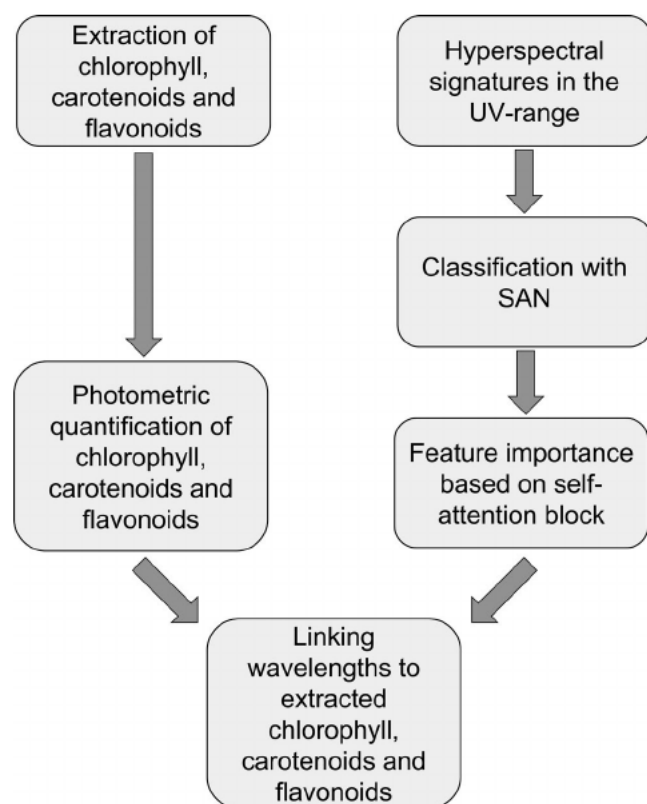 Extraction of
chlorophyll,
carotenoids and
flavonoids
Photometric
quantification of
chlorophyll,
carotenoids and
flavonoids
Hyperspectral
signatures in the
UV-range
Classification with
SAN
Feature importance
based on self-
attention block
Linking
wavelengths to
extracted
chlorophyll,
carotenoids and
flavonoids